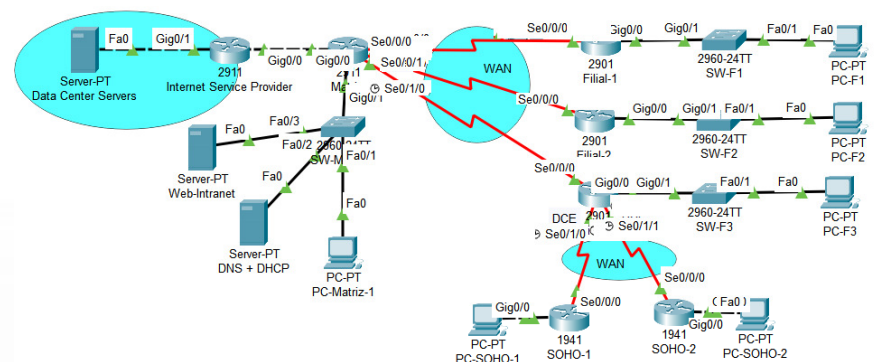 Fa0
Gig0/1
Server-PT
Data Center Servers
2911
Internet Service Provider
Gig0/0
Gig0/0
Se0/0/0
Se0/0/1
Se0/1/0
Gig0/1
WAN
Se0/0/0
Gig0/0
Gig0/1
Fa0/1
Fa0
2901
Filial-1
2960-24TT
SW-F1
PC-PT
PC-F1
Se0/0/0
Gig0/0
Gig0/1
Fa0/1
Fa0
2901
Filial-2
2960-24TT
SW-F2
PC-PT
PC-F2
Fa0/3
Fa0/2
Fa0/1
Fa0
Server-PT
Web-Intranet
Fa0
Server-PT
DNS + DHCP
Fa0
PC-PT
PC-Matriz-1
Se0/0/0
Gig0/0
Gig0/1
Fa0/1
Fa0
2960-24TT
SW-F3
PC-PT
PC-F3
DCE
2901
Se0/1/0
Se0/1/1
WAN
Se0/0/0
Se0/0/0
Gig0/0
PC-PT
PC-SOHO-1
1941
SOHO-1
Gig0/0
Fa0
1941
SOHO-2
PC-PT
PC-SOHO-2